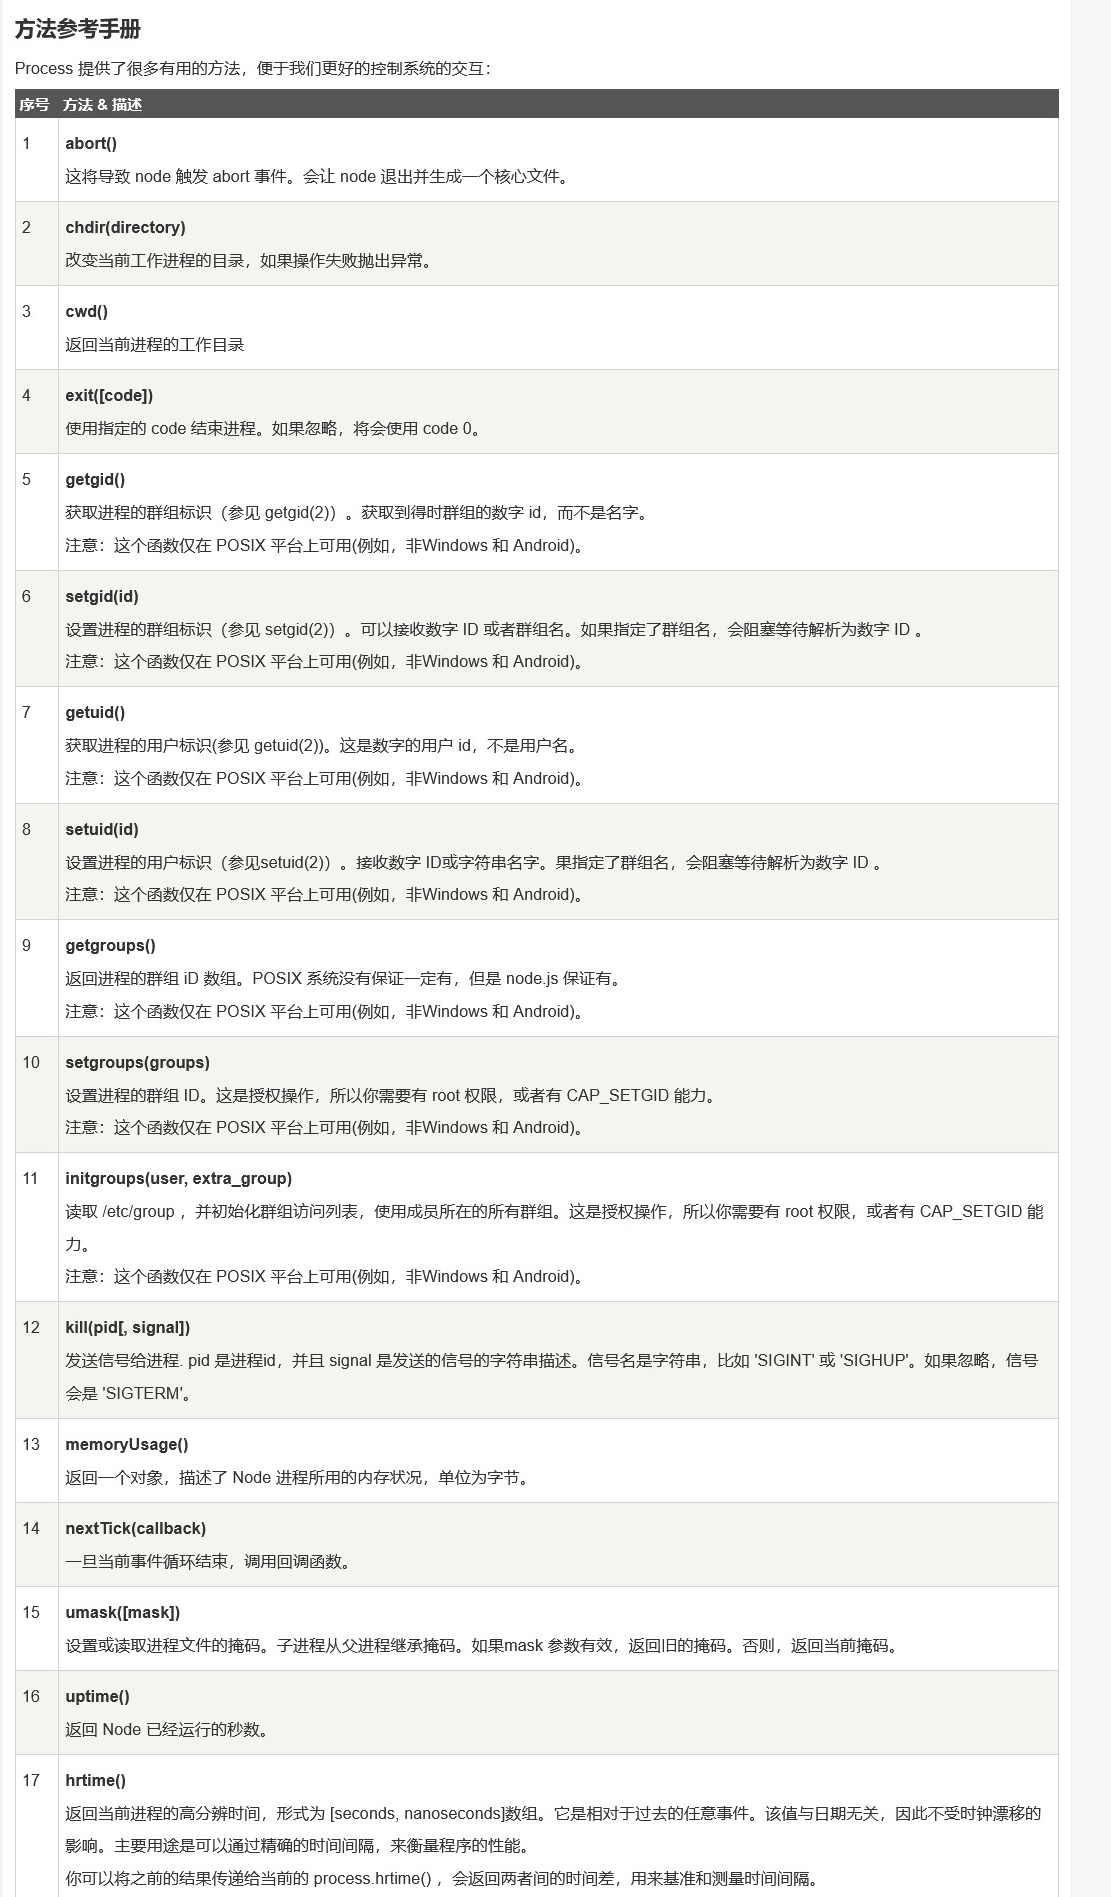 方法参考手册
Process 提供了很多有用的方法，便于我们更好的控制系统的交互：
序号 方法 & 描述
1 abort()
这将导致 node 触发 abort 事件。会让 node 退出并生成一个核心文件。
2 chdir(directory)
改变当前工作进程的目录，如果操作失败抛出异常。
3 cwd()
返回当前进程的工作目录
4 exit([code])
使用指定的 code 结束进程。如果忽略，将会使用 code 0。
5 getgid()
获取进程的群组标识（参见 getgid(2)）。获取到得时群组的数字 id，而不是名字。
注意：这个函数仅在 POSIX 平台上可用(例如，非Windows 和 Android)。
6 setgid(id)
设置进程的群组标识（参见 setgid(2)）。可以接收数字 ID 或者群组名。如果指定了群组名，会阻塞等待解析为数字 ID 。
注意：这个函数仅在 POSIX 平台上可用(例如，非Windows 和 Android)。
7 getuid()
获取进程的用户标识(参见 getuid(2))。这是数字的用户 id，不是用户名。
注意：这个函数仅在 POSIX 平台上可用(例如，非Windows 和 Android)。
8 setuid(id)
设置进程的用户标识（参见setuid(2)）。接收数字 ID或字符串名字。果指定了群组名，会阻塞等待解析为数字 ID 。
注意：这个函数仅在 POSIX 平台上可用(例如，非Windows 和 Android)。
9 getgroups()
返回进程的群组 iD 数组。POSIX 系统没有保证一定有，但是 node.js 保证有。
注意：这个函数仅在 POSIX 平台上可用(例如，非Windows 和 Android)。
10 setgroups(groups)
设置进程的群组 ID。这是授权操作，所以你需要有 root 权限，或者有 CAP_SETGID 能力。
注意：这个函数仅在 POSIX 平台上可用(例如，非Windows 和 Android)。
11 initgroups(user, extra_group)
读取 /etc/group ，并初始化群组访问列表，使用成员所在的所有群组。这是授权操作，所以你需要有 root 权限，或者有 CAP_SETGID 能
力。
注意：这个函数仅在 POSIX 平台上可用(例如，非Windows 和 Android)。
12 kill(pid[, signal])
发送信号给进程. pid 是进程id，并且 signal 是发送的信号的字符串描述。信号名是字符串，比如 'SIGINT' 或 'SIGHUP'。如果忽略，信号
会是 'SIGTERM'。
13 memoryUsage()
返回一个对象，描述了 Node 进程所用的内存状况，单位为字节。
14 nextTick(callback)
一旦当前事件循环结束，调用回调函数。
15 umask([mask])
设置或读取进程文件的掩码。子进程从父进程继承掩码。如果mask 参数有效，返回旧的掩码。否则，返回当前掩码。
16 uptime()
返回 Node 已经运行的秒数。
17 hrtime()
返回当前进程的高分辨时间，形式为 [seconds, nanoseconds]数组。它是相对于过去的任意事件。该值与日期无关，因此不受时钟漂移的
影响。主要用途是可以通过精确的时间间隔，来衡量程序的性能。
你可以将之前的结果传递给当前的 process.hrtime() ，会返回两者间的时间差，用来基准和测量时间间隔。